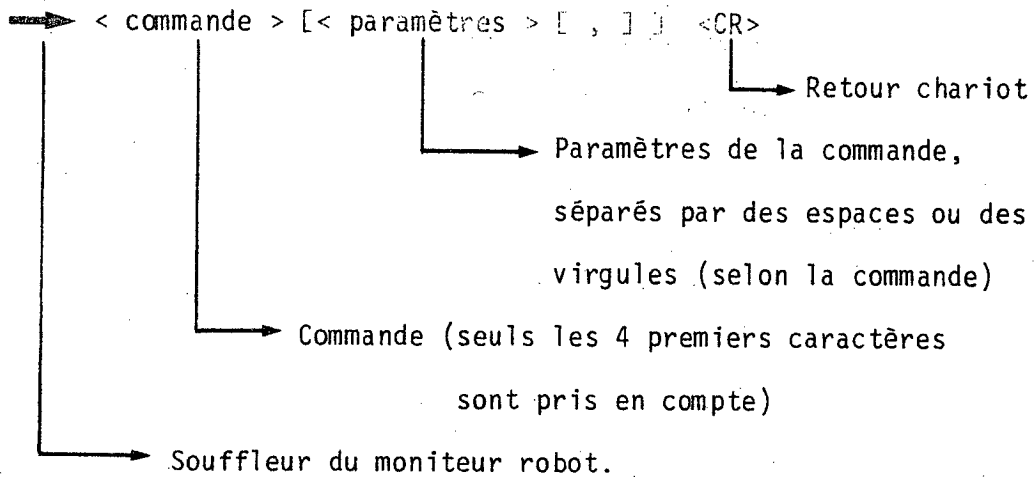 < commande > [< paramètres > [ , ] ] <CR>
Retour chariot
Paramètres de la commande,
séparés par des espaces ou des
virgules (selon la commande)
Commande (seuls les 4 premiers caractères
sont pris en compte)
Souffleur du moniteur robot.